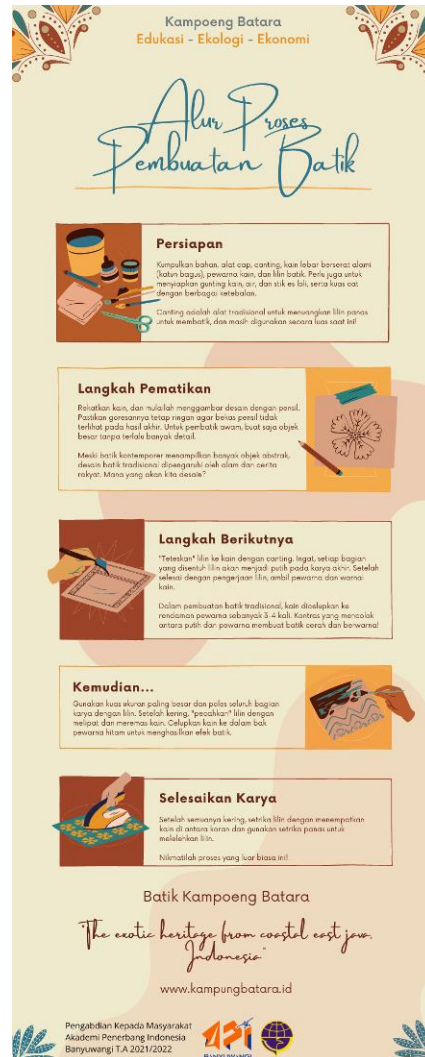 Kampoeng Batara
Edukasi - Ekologi - Ekonomi
Alur Proses
Pembuatan Batik
Persiapan
Kumpulkan bahan, alat cap, canting, kain lebar berserat alami
(katun bagus), pewarna kain, dan lilin batik. Perlu juga untuk
menyiapkan gunting kain, air, dan stik es loli, serta kuas cat
dengan berbagai ketebalan.
Canting adalah alat tradisional untuk menuangkan lilin panas
untuk membatik, dan masih digunakan secara luas saat ini!
Langkah Pematikan
Rekatkan kain, dan mulailah menggambar desain dengan pensil.
Pastikan goresannya tetap ringan agar bekas pensil tidak
terlihat pada hasil akhir. Untuk pembatik awam, buat saja objek
besar tanpa terlalu banyak detail.
Meski batik kontemporer menampilkan banyak objek abstrak,
desain batik tradisional dipengaruhi oleh alam dan cerita
rakyat. Mana yang akan kita desain?
Langkah Berikutnya
"Teteskan" lilin ke kain dengan canting. Ingat, setiap bagian
yang disentuh lilin akan menjadi putih pada karya akhir. Setelah
selesai dengan pengerjaan lilin, ambil pewarna dan warnai
kain.
Dalam pembuatan batik tradisional, kain dicelupkan ke
rendaman pewarna sebanyak 3-4 kali. Kontras yang mencolok
antara putih dan pewarna membuat batik cerah dan berwarna!
Kemudian...
Gunakan kuas ukuran paling besar dan poles seluruh bagian
karya dengan lilin. Setelah kering, "pecahkan" lilin dengan
melipat dan meremas kain. Celupkan kain ke dalam bak
pewarna hitam untuk menghasilkan efek batik.
Selesaikan Karya
Setelah semuanya kering, setrika lilin dengan menempatkan
kain di antara koran dan gunakan setrika panas untuk
melelehkan lilin.
Nikmatilah proses yang luar biasa ini!
Batik Kampoeng Batara
"The exotic heritage from coastal east java,
Indonesia"
www.kampungbatara.id
Pengabdian Kepada Masyarakat
Akademi Penerbang Indonesia
Banyuwangi T.A 2021/2022
API
BANYUWANGI